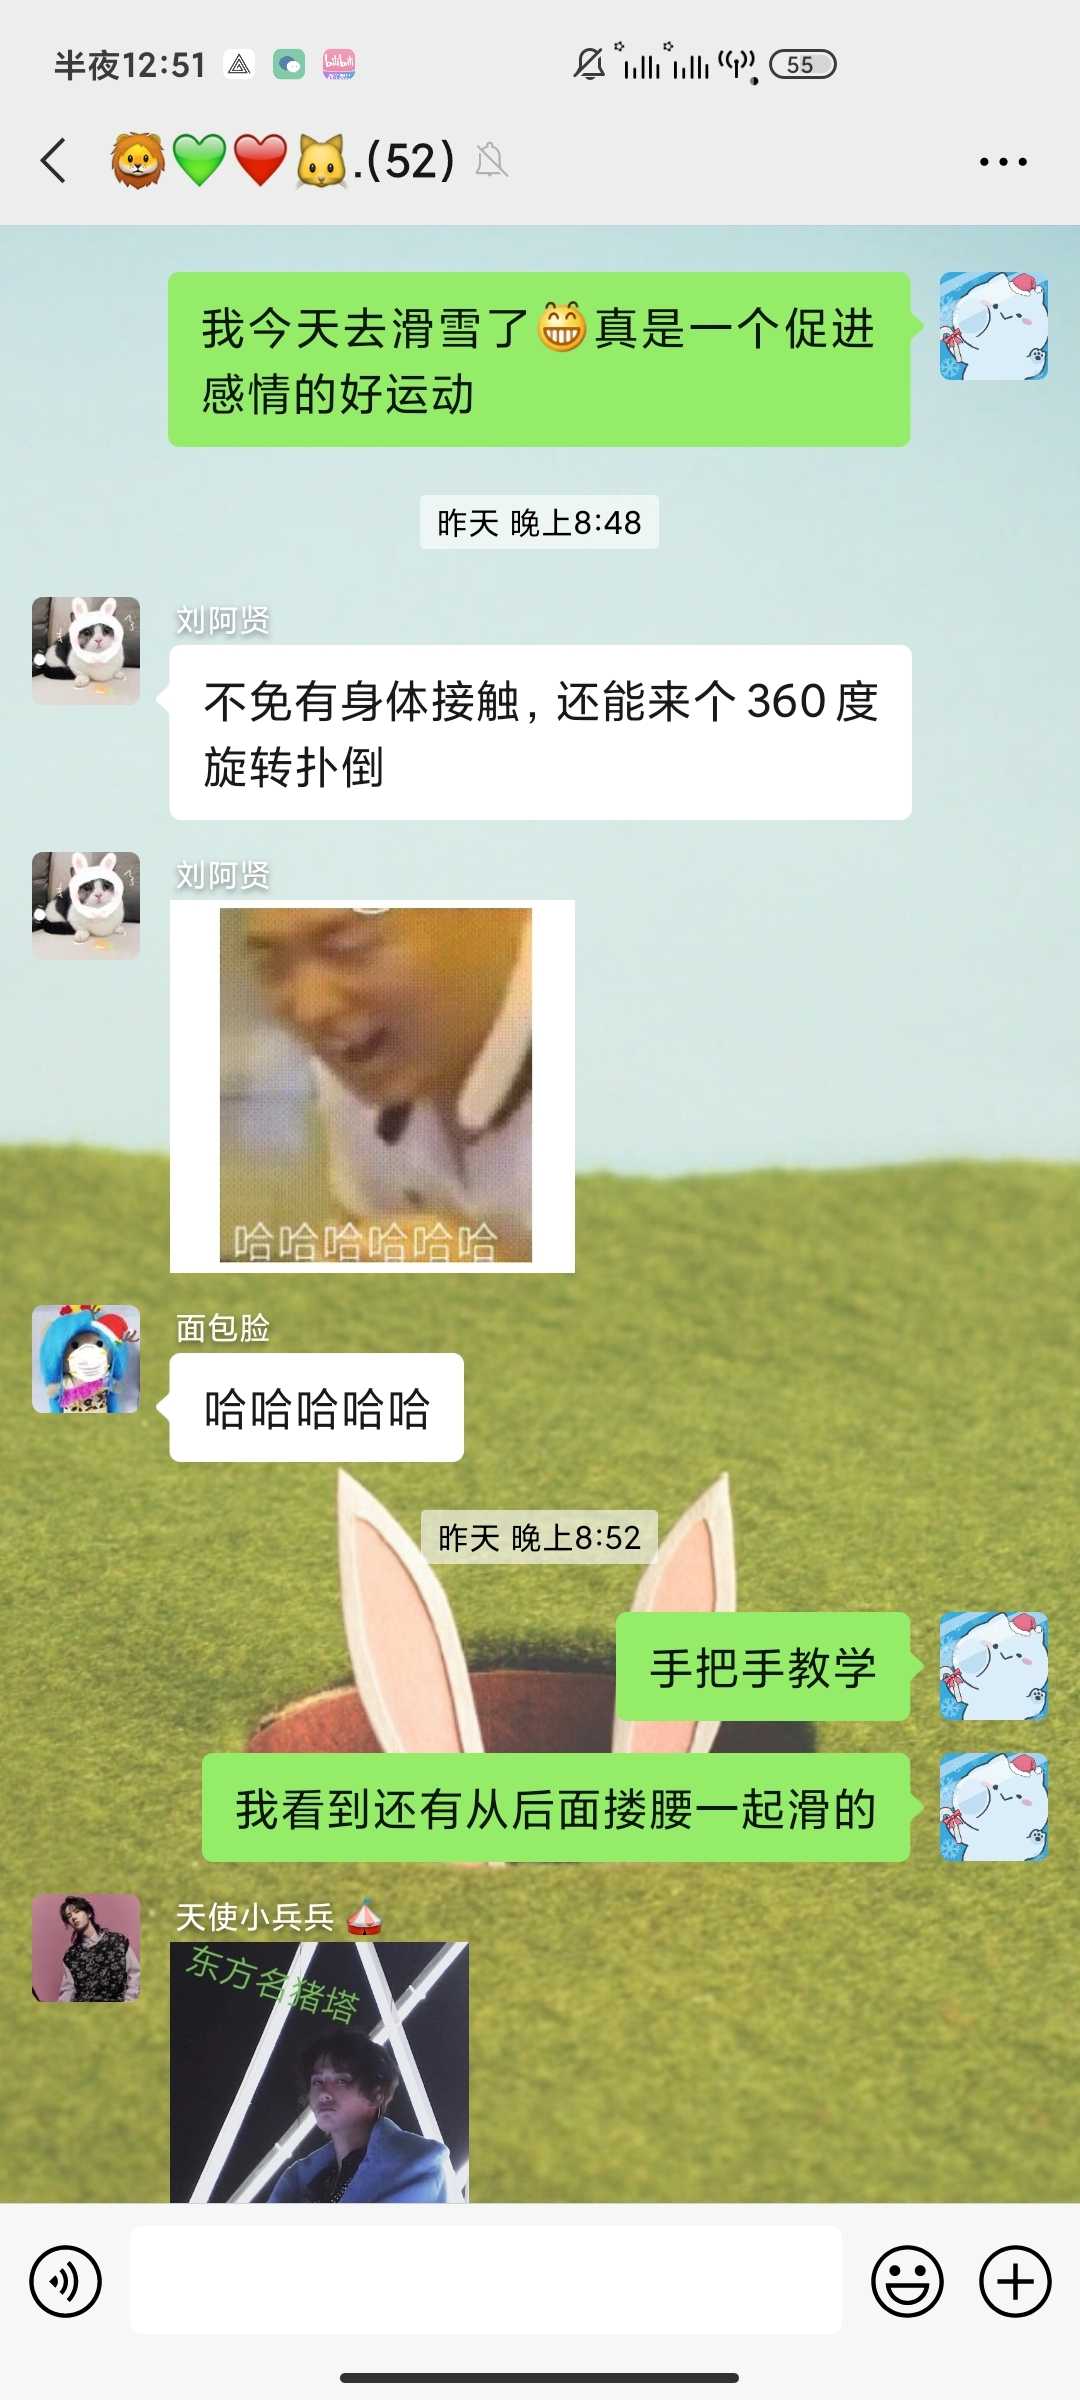 半夜12:51
bilibili
55
.(52)
我今天去滑雪了😁真是一个促进
感情的好运动
昨天 晚上8:48
刘阿贤
不免有身体接触，还能来个360度
旋转扑倒
刘阿贤
哈哈哈哈哈哈
面包脸
哈哈哈哈哈
昨天 晚上8:52
手把手教学
我看到还有从后面搂腰一起滑的
天使小兵兵🎪
东方名猪塔